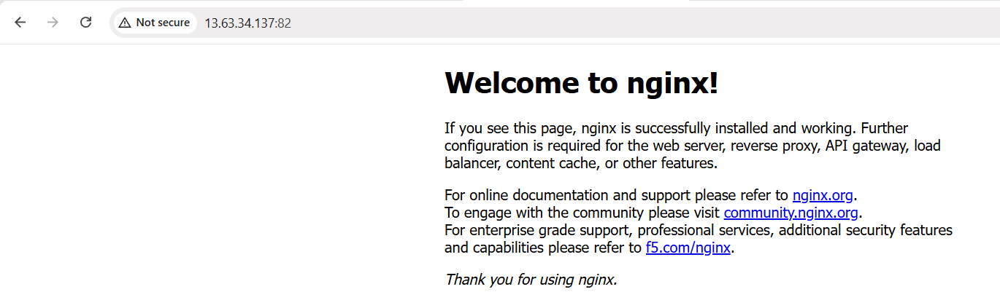 Not secure 13.63.34.137:82
Welcome to nginx!
If you see this page, nginx is successfully installed and working. Further
configuration is required for the web server, reverse proxy, API gateway, load
balancer, content cache, or other features.
For online documentation and support please refer to nginx.org.
To engage with the community please visit community.nginx.org.
For enterprise grade support, professional services, additional security features
and capabilities please refer to f5.com/nginx.
Thank you for using nginx.